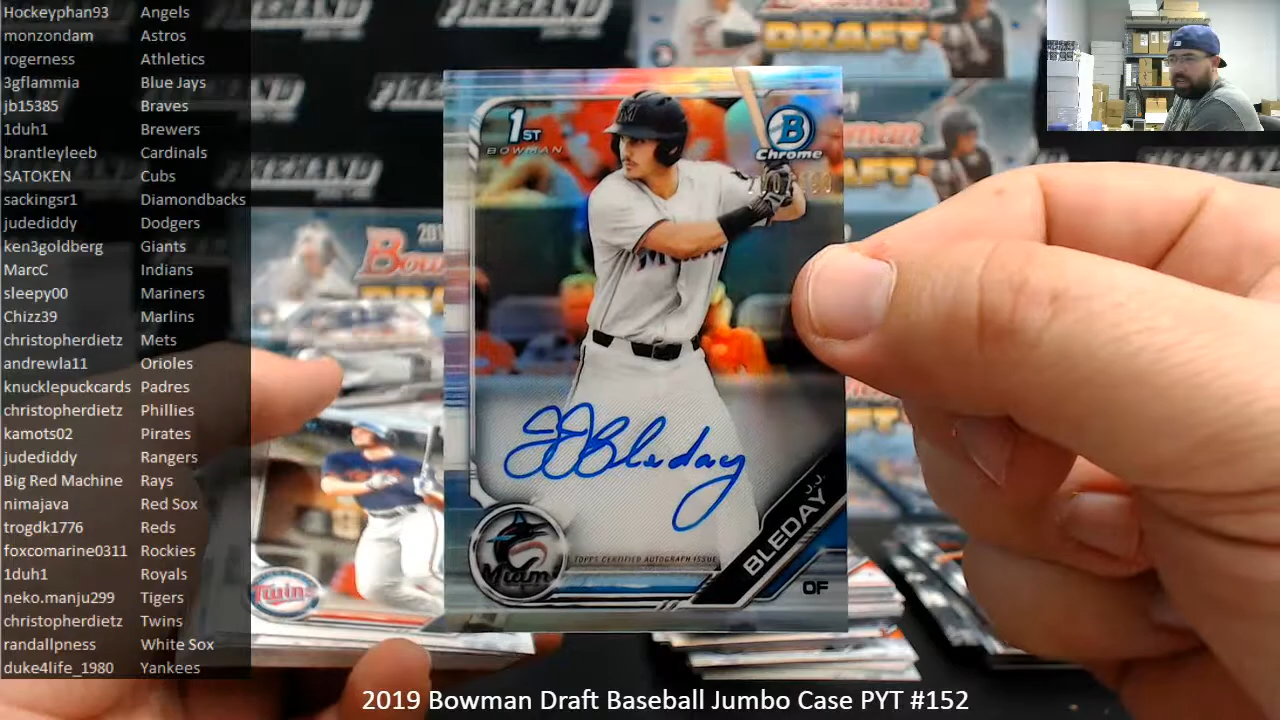 Hockeyphan93 Angels
monzondam Astros
rogerness Athletics
3gflammia Blue Jays
jb15385 Braves
1duh1 Brewers
brantleyleeb Cardinals
SATOKEN Cubs
sackingsr1 Diamondbacks
judediddy Dodgers
ken3goldberg Giants
MarcC Indians
sleepy00 Mariners
Chizz39 Marlins
christopherdietz Mets
andrewla11 Orioles
knucklepuckcards Padres
christopherdietz Phillies
kamots02 Pirates
judediddy Rangers
Big Red Machine Rays
nimajava Red Sox
trogdk1776 Reds
foxcomarine0311 Rockies
1duh1 Royals
neko.manju299 Tigers
christopherdietz Twins
randallpness White Sox
duke4life_1980 Yankees
DRAFT
FIREHAND
1ST
BOWMAN
B
Chrome
M
JJ Bleday
TOPPS CERTIFIED AUTOGRAPH ISSUE
Miami
J.J.
BLEDAY
OF
Twins
2019 Bowman Draft Baseball Jumbo Case PYT #152